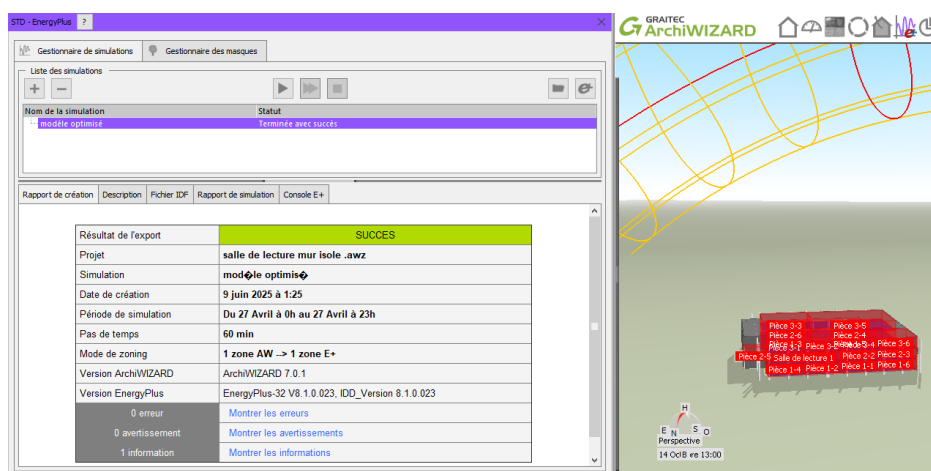 STD - EnergyPlus ?
GRAITEC
ArchiWIZARD
Gestionnaire de simulations
Gestionnaire des masques
Liste des simulations
Nom de la simulation
Statut
modèle optimisé
Terminée avec succès
Rapport de création
Description
Fichier IDF
Rapport de simulation
Console E+
Résultat de l'export
SUCCES
Projet
salle de lecture mur isole .awz
Simulation
mod�le optimis�
Date de création
9 juin 2025 à 1:25
Période de simulation
Du 27 Avril à 0h au 27 Avril à 23h
Pas de temps
60 min
Mode de zoning
1 zone AW --> 1 zone E+
Version ArchiWIZARD
ArchiWIZARD 7.0.1
Version EnergyPlus
EnergyPlus-32 V8.1.0.023, IDD_Version 8.1.0.023
0 erreur
Montrer les erreurs
0 avertissement
Montrer les avertissements
1 information
Montrer les informations
Pièce 3-3
Pièce 3-5
Pièce 2-6
Pièce 2-4
Pièce 3-6
Pièce 2-5
Salle de lecture 1
Pièce 2-2
Pièce 2-3
Pièce 1-4
Pièce 1-2
Pièce 1-1
Pièce 1-6
H
E
N
S
O
Perspective
13:00